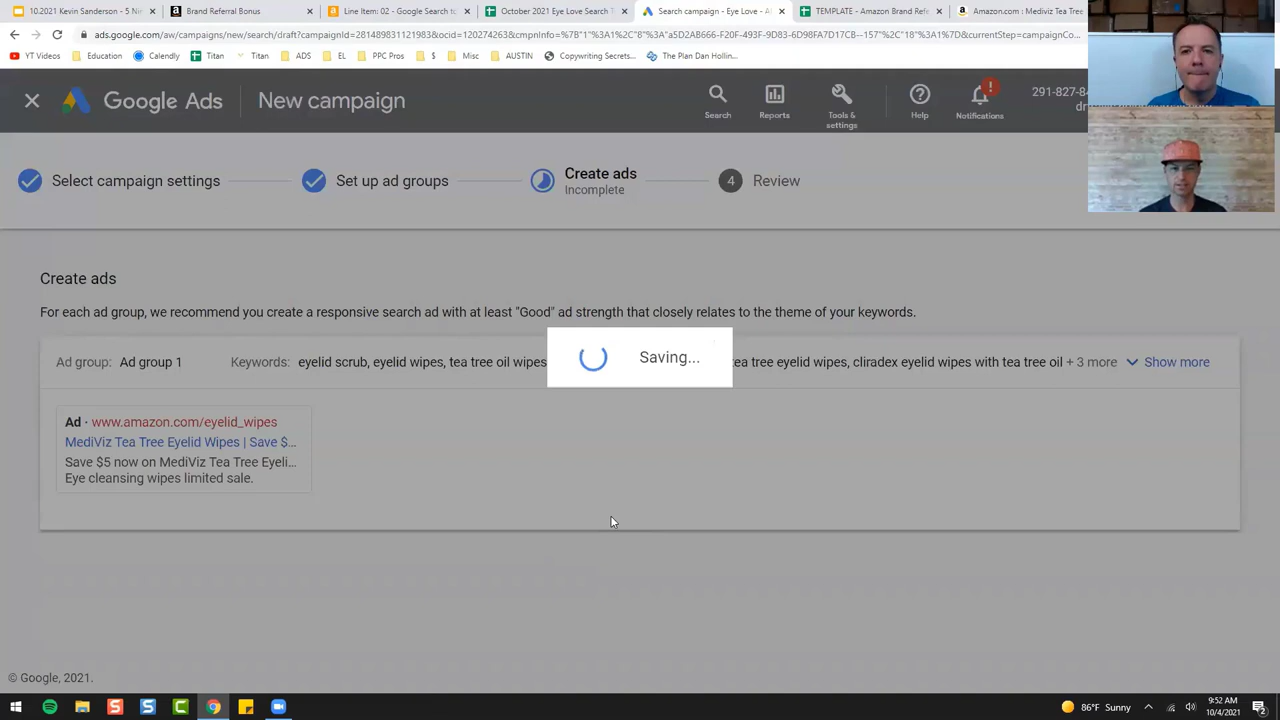 10.2021 Kevin Sanderson - 5 Nin
Amazon Brand Referral Bonus
Line Item: 02 - Google Search to
October 2021 Eye Love Search T
Search campaign - Eye Love - A
TEMPLATE - Amazon Brand Refe
Amazon.com : Mediviz Tea Tree
YT Videos
Education
Calendly
Titan
Titan
ADS
EL
PPC Pros
S
Misc
AUSTIN
Copywriting Secrets...
The Plan Dan Hollin...
Google Ads
New campaign
Search
Reports
Tools & settings
Help
Notifications
291-827-8
Select campaign settings
Set up ad groups
Create ads
Incomplete
4 Review
Create ads
For each ad group, we recommend you create a responsive search ad with at least "Good" ad strength that closely relates to the theme of your keywords.
Ad group: Ad group 1 Keywords: eyelid scrub, eyelid wipes, tea tree oil wipes tea tree eyelid wipes, cliradex eyelid wipes with tea tree oil + 3 more Show more
Saving...
Ad · www.amazon.com/eyelid_wipes
MediViz Tea Tree Eyelid Wipes | Save $...
Save $5 now on MediViz Tea Tree Eyeli...
Eye cleansing wipes limited sale.
© Google, 2021.
86°F Sunny
9:52 AM
10/4/2021
2